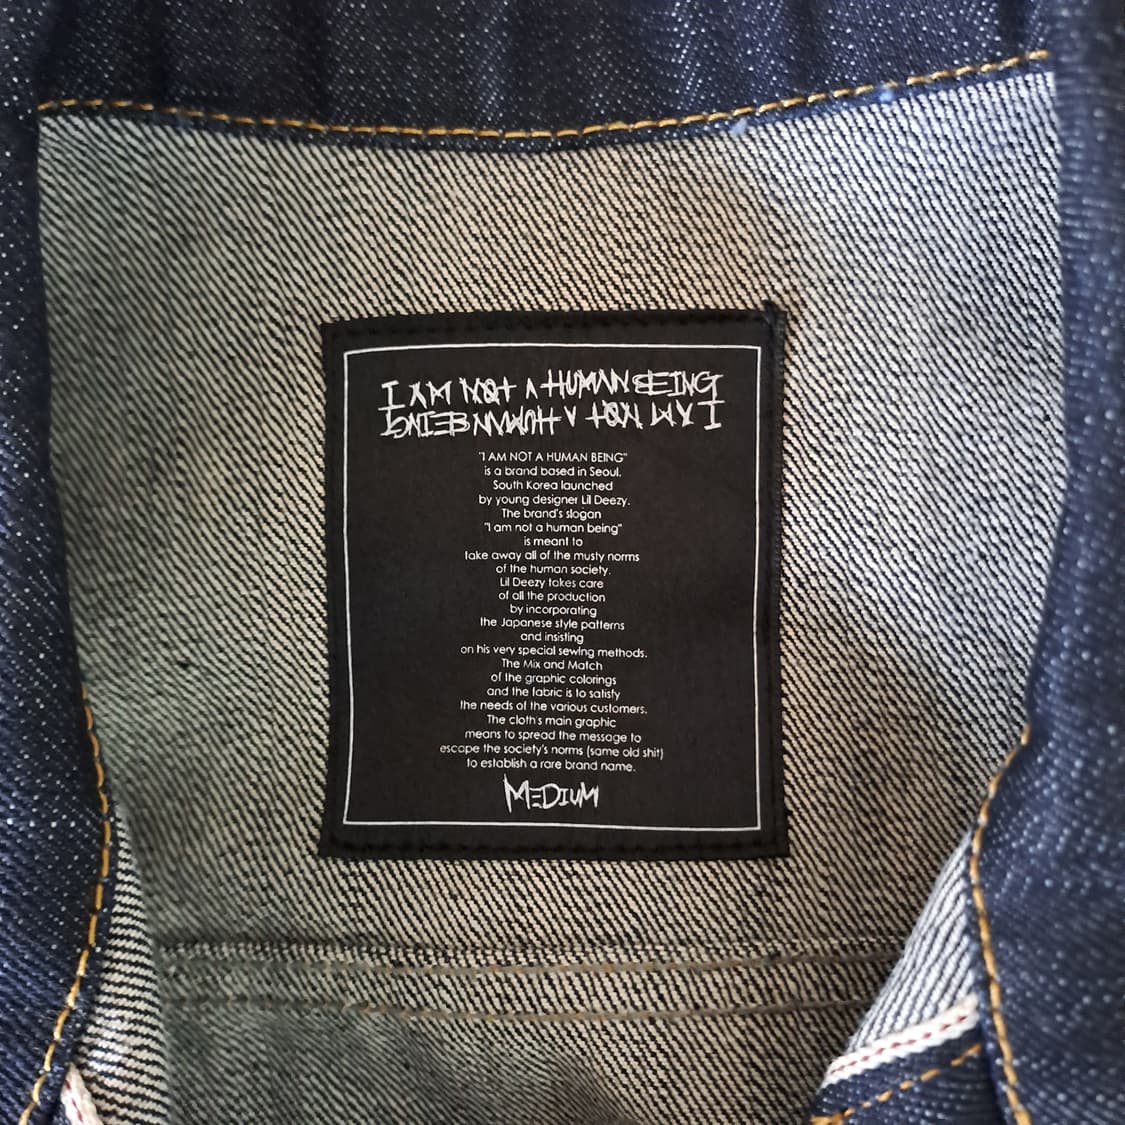 I AM NOT A HUMAN BEING
I AM NOT A HUMAN BEING
"I AM NOT A HUMAN BEING"
is a brand based in Seoul.
South Korea launched
by young designer Lil Deezy.
The brand's slogan
"I am not a human being"
is meant to
take away all of the musty norms
of the human society.
Lil Deezy takes care
of all the production
by incorporating
the Japanese style patterns
and insisting
on his very special sewing methods.
The Mix and Match
of the graphic colorings
and the fabric is to satisfy
the needs of the various customers.
The cloth's main graphic
means to spread the message to
escape the society's norms (same old shit)
to establish a rare brand name.
MEDIUM